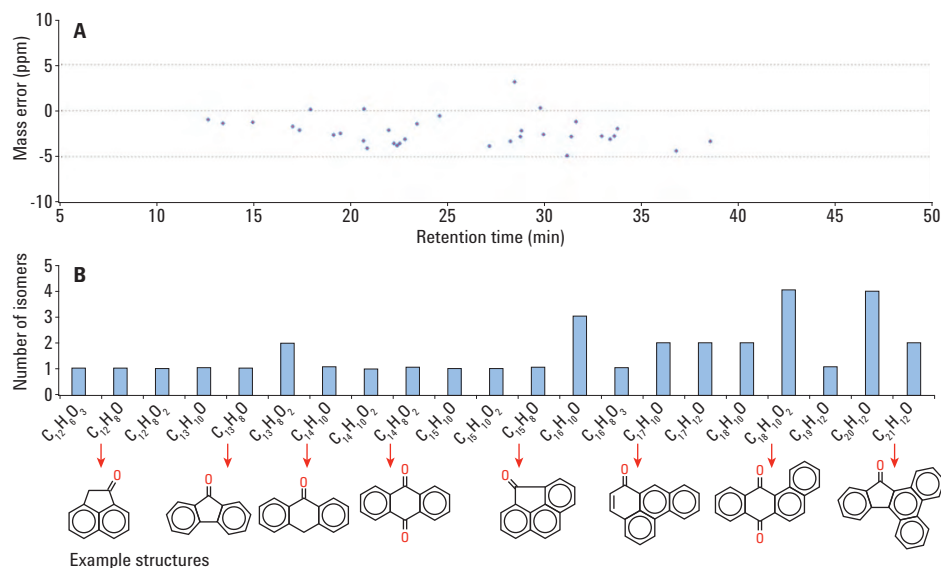 A
10
5
0
-5
-10
Mass error (ppm)
5 10 15 20 25 30 35 40 45 50
Retention time (min)
B
5
4
3
2
1
0
Number of isomers
C₁₂H₆O₃ C₁₂H₈O C₁₂H₈O₂ C₁₃H₁₀O C₁₃H₈O C₁₃H₈O₂ C₁₄H₁₀O C₁₄H₁₀O₂ C₁₄H₈O₂ C₁₅H₁₀O C₁₅H₁₀O₂ C₁₅H₈O C₁₆H₁₀O C₁₆H₈O₃ C₁₇H₁₀O C₁₇H₁₂O C₁₈H₁₀O C₁₈H₁₀O₂ C₁₉H₁₂O C₂₀H₁₂O C₂₁H₁₂O
O O O O O O O O
O O
Example structures